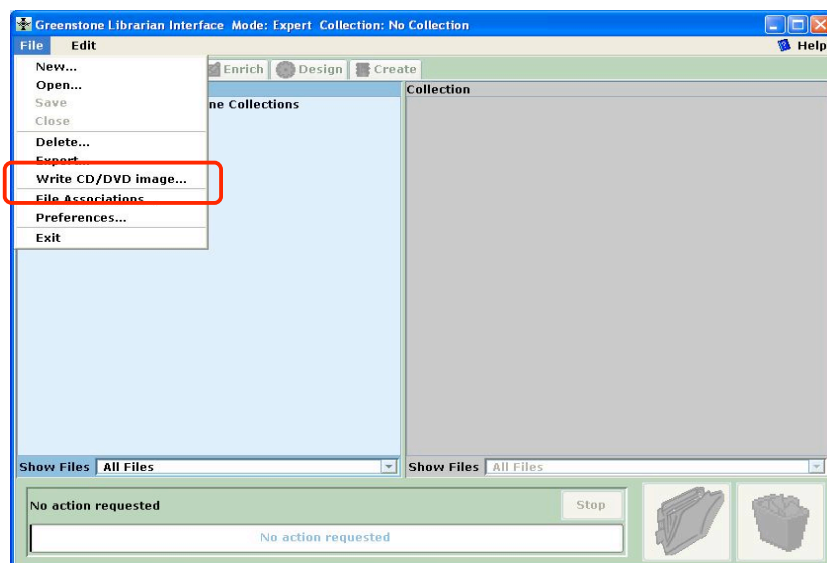 Greenstone Librarian Interface Mode: Expert Collection: No Collection
File Edit Help
New...
Open...
Save
Close
Delete...
Export...
Write CD/DVD image...
File Associations...
Preferences...
Exit
Enrich Design Create
ne Collections
Collection
Show Files All Files
Show Files All Files
No action requested
Stop
No action requested